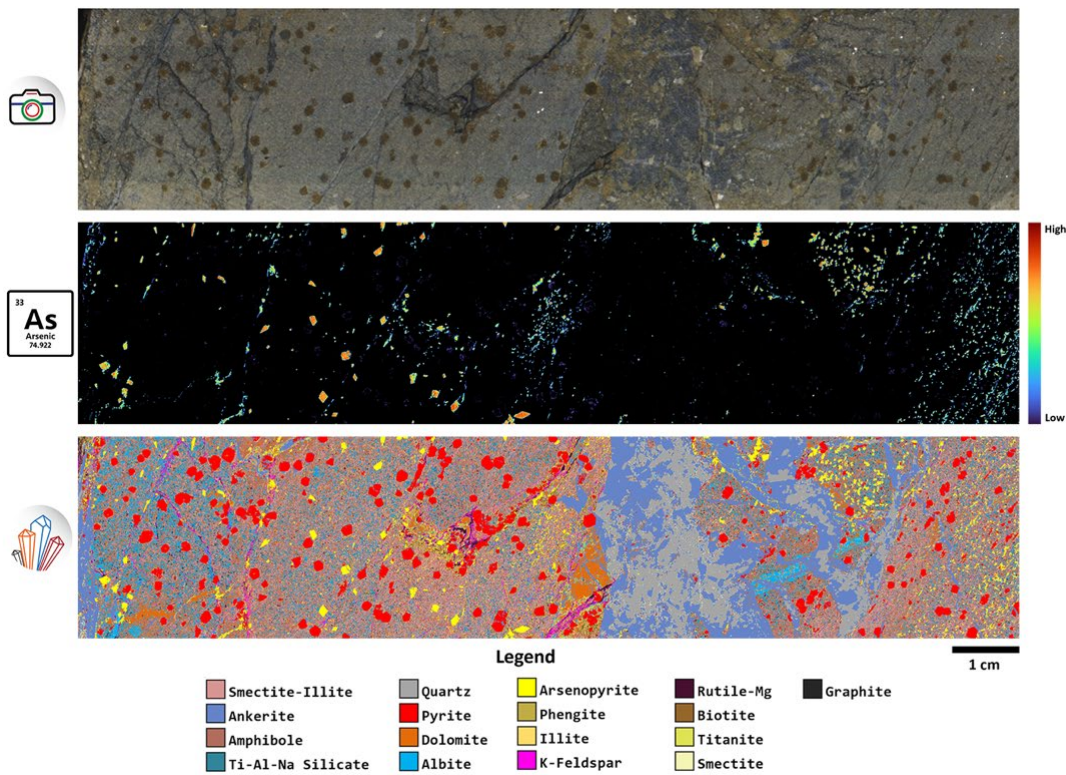 33
As
Arsenic
74.922
High
Low
1 cm
Legend
Smectite-Illite
Quartz
Arsenopyrite
Rutile-Mg
Graphite
Ankerite
Pyrite
Phengite
Biotite
Amphibole
Dolomite
Illite
Titanite
Ti-Al-Na Silicate
Albite
K-Feldspar
Smectite